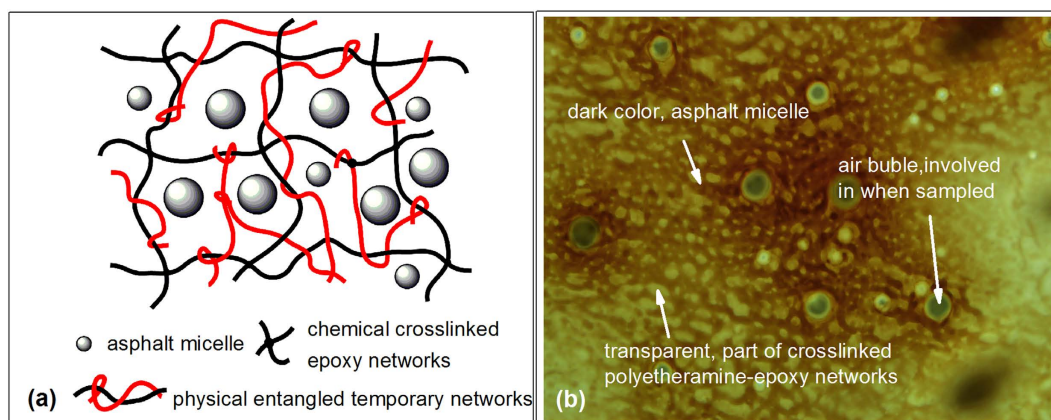 asphalt micelle
chemical crosslinked
epoxy networks
(a)
physical entangled temporary networks
dark color, asphalt micelle
air buble,involved
in when sampled
transparent, part of crosslinked
polyetheramine-epoxy networks
(b)